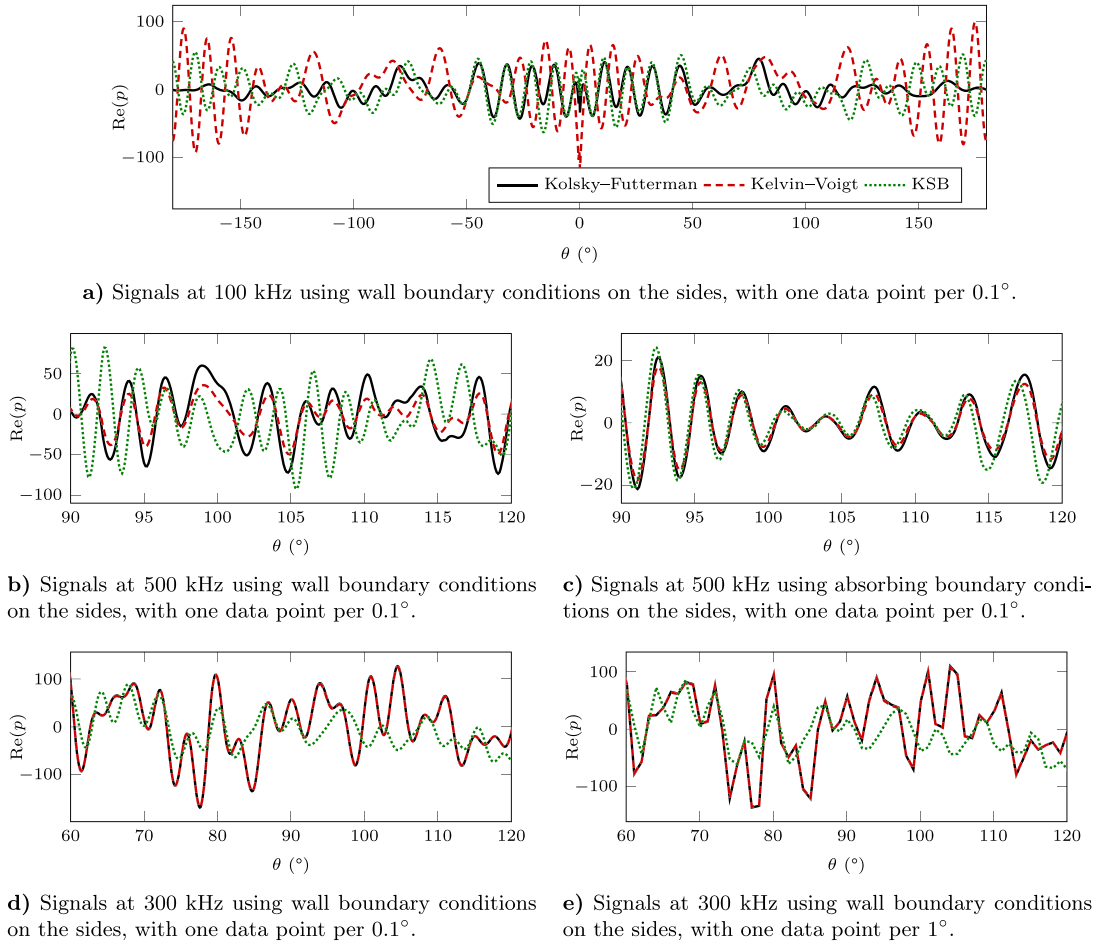 100
0
−100
Re(p)
−150 −100 −50 0 50 100 150
θ (°)
Kolsky–Futterman Kelvin–Voigt KSB
a) Signals at 100 kHz using wall boundary conditions on the sides, with one data point per 0.1°.
50
0
−50
−100
Re(p)
90 95 100 105 110 115 120
θ (°)
b) Signals at 500 kHz using wall boundary conditions
on the sides, with one data point per 0.1°.
20
0
−20
Re(p)
90 95 100 105 110 115 120
θ (°)
c) Signals at 500 kHz using absorbing boundary condi-
tions on the sides, with one data point per 0.1°.
100
0
−100
Re(p)
60 70 80 90 100 110 120
θ (°)
d) Signals at 300 kHz using wall boundary conditions
on the sides, with one data point per 0.1°.
100
0
−100
Re(p)
60 70 80 90 100 110 120
θ (°)
e) Signals at 300 kHz using wall boundary conditions
on the sides, with one data point per 1°.